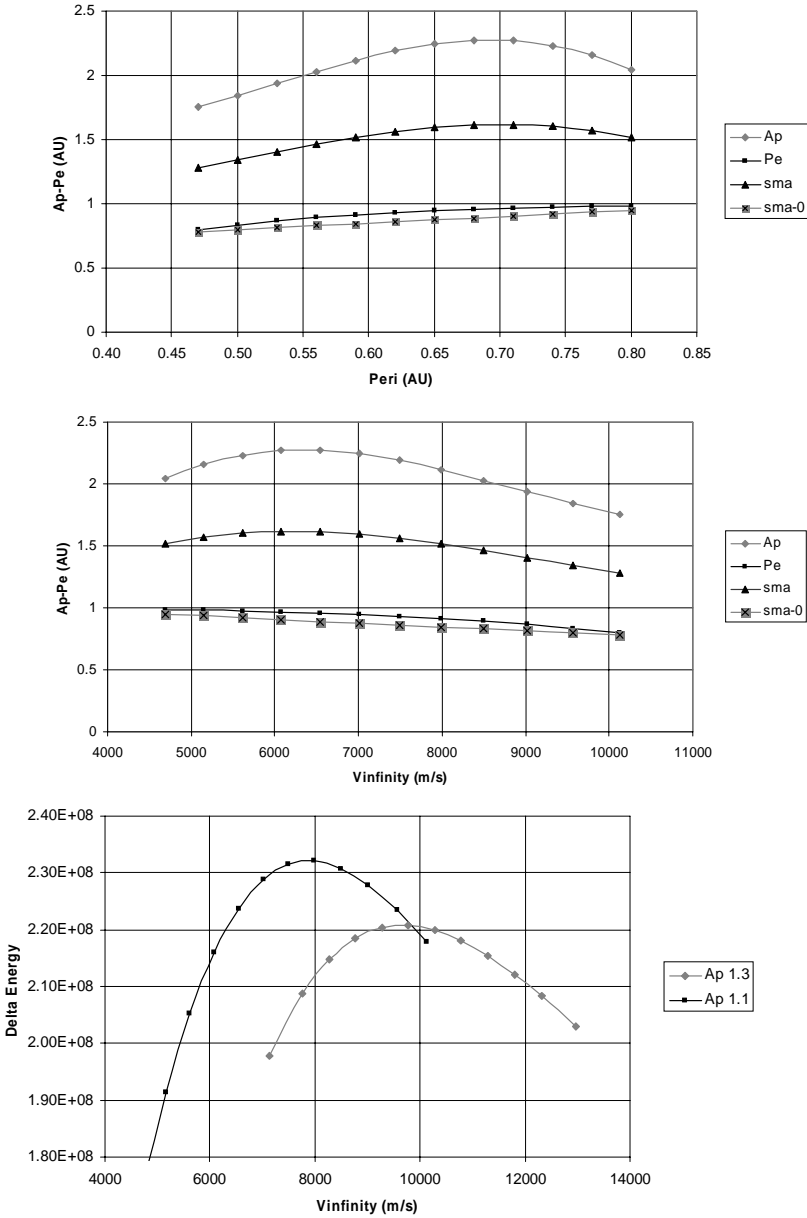 2.5
2
1.5
1
0.5
0
Ap-Pe (AU)
0.40 0.45 0.50 0.55 0.60 0.65 0.70 0.75 0.80 0.85
Peri (AU)
Ap
Pe
sma
sma-0
2.5
2
1.5
1
0.5
0
Ap-Pe (AU)
4000 5000 6000 7000 8000 9000 10000 11000
Vinfinity (m/s)
Ap
Pe
sma
sma-0
2.40E+08
2.30E+08
2.20E+08
2.10E+08
2.00E+08
1.90E+08
1.80E+08
Delta Energy
4000 6000 8000 10000 12000 14000
Vinfinity (m/s)
Ap 1.3
Ap 1.1